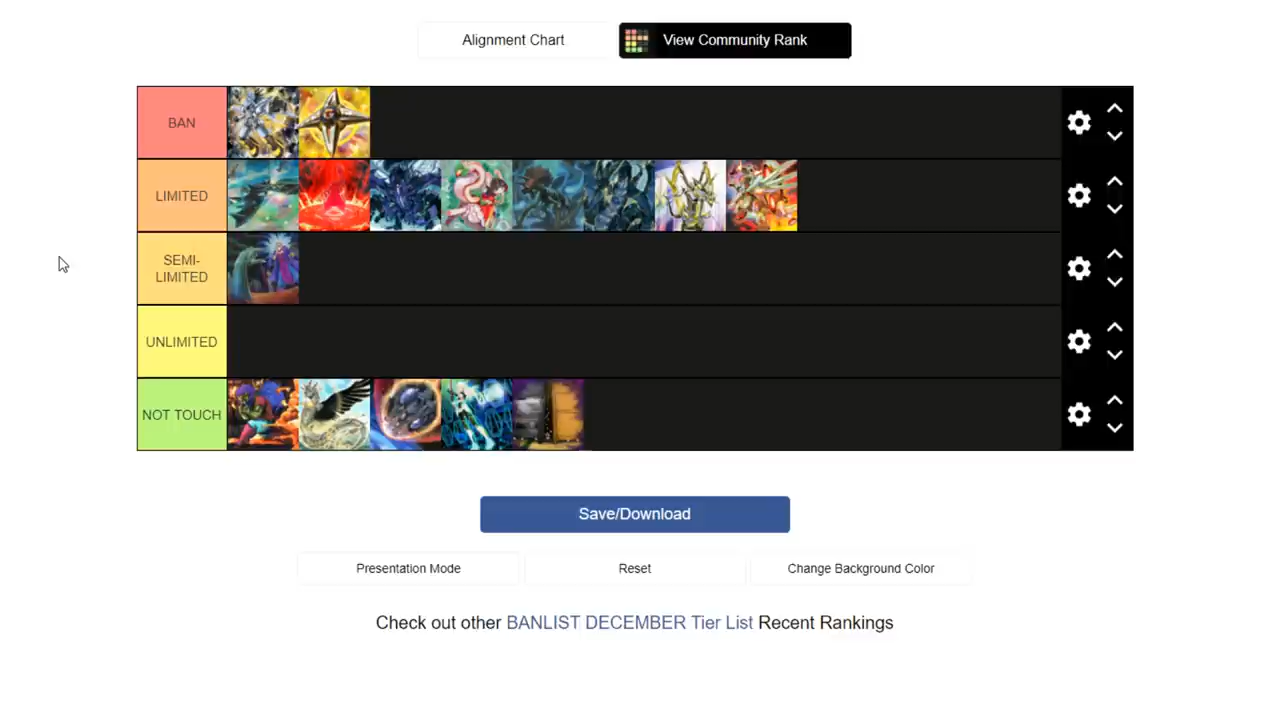 Alignment Chart
View Community Rank
BAN
LIMITED
SEMI-
LIMITED
UNLIMITED
NOT TOUCH
Save/Download
Presentation Mode
Reset
Change Background Color
Check out other BANLIST DECEMBER Tier List Recent Rankings